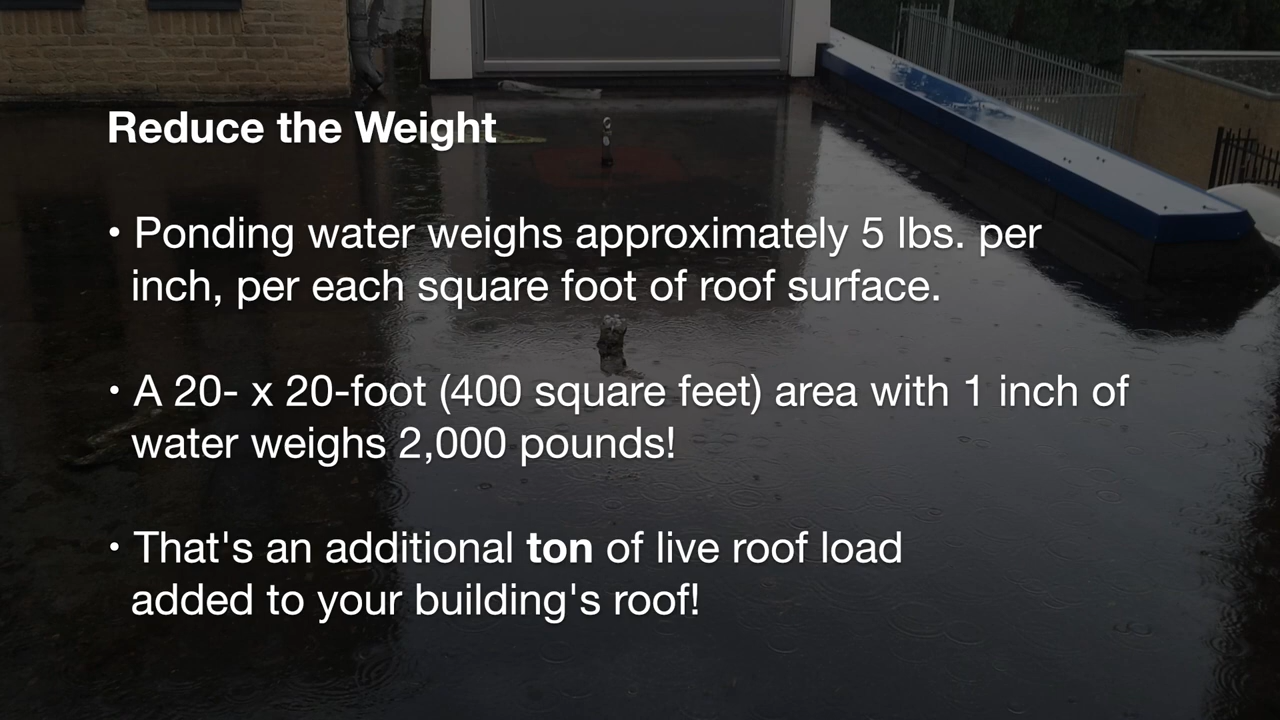 Reduce the Weight
• Ponding water weighs approximately 5 lbs. per
inch, per each square foot of roof surface.
• A 20- x 20-foot (400 square feet) area with 1 inch of
water weighs 2,000 pounds!
• That's an additional ton of live roof load
added to your building's roof!